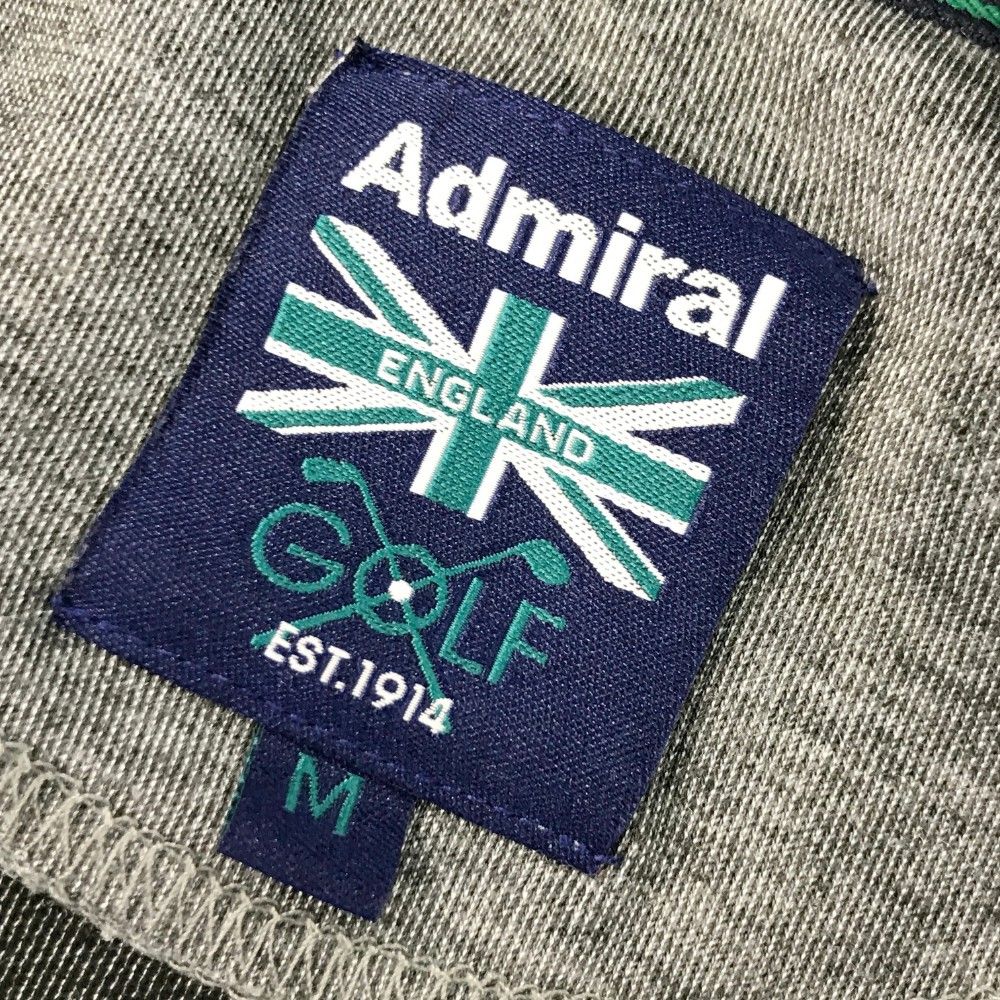 Admiral
ENGLAND
GOLF
EST.1914
M